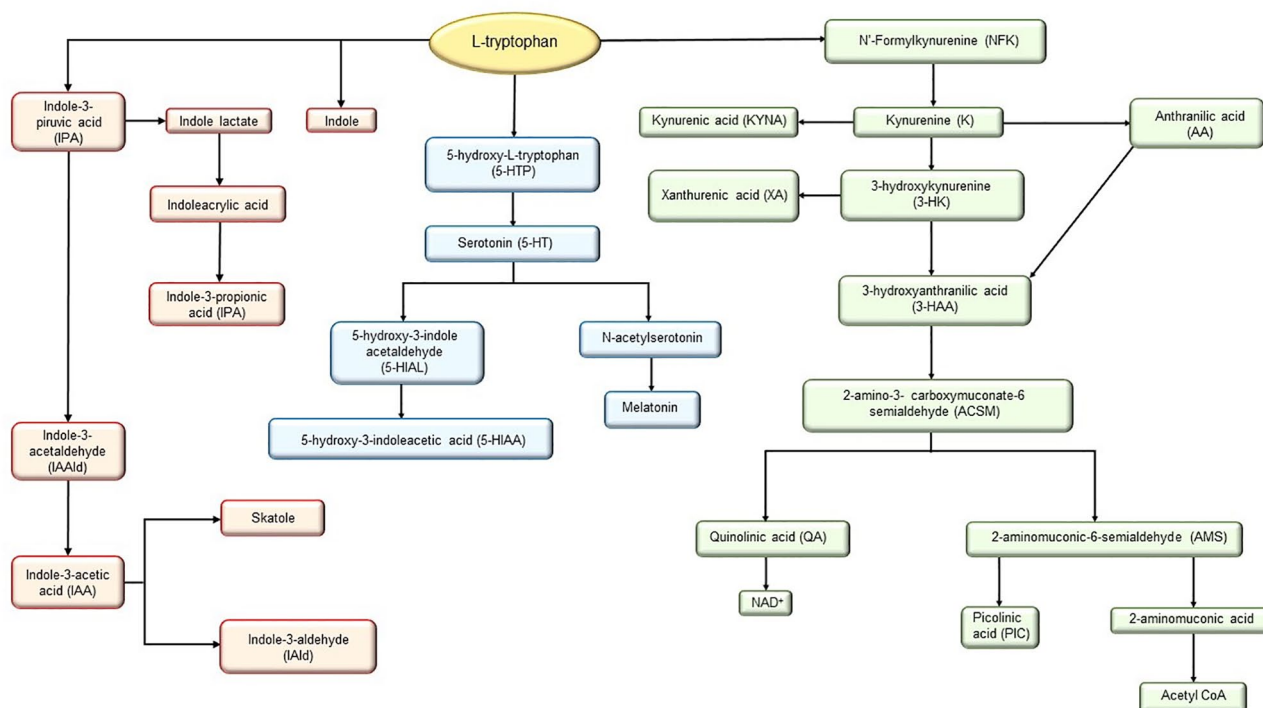 L-tryptophan
Indole-3-
piruvic acid
(IPA)
Indole lactate
Indole
Indoleacrylic acid
Indole-3-propionic
acid (IPA)
Indole-3-
acetaldehyde
(IAAld)
Indole-3-acetic
acid (IAA)
Skatole
Indole-3-aldehyde
(IAld)
5-hydroxy-L-tryptophan
(5-HTP)
Serotonin (5-HT)
5-hydroxy-3-indole
acetaldehyde
(5-HIAL)
5-hydroxy-3-indoleacetic acid (5-HIAA)
N-acetylserotonin
Melatonin
N'-Formylkynurenine (NFK)
Kynurenic acid (KYNA)
Kynurenine (K)
Anthranilic acid
(AA)
Xanthurenic acid (XA)
3-hydroxykynurenine
(3-HK)
3-hydroxyanthranilic acid
(3-HAA)
2-amino-3- carboxymuconate-6
semialdehyde (ACSM)
Quinolinic acid (QA)
NAD⁺
2-aminomuconic-6-semialdehyde (AMS)
Picolinic
acid (PIC)
2-aminomuconic acid
Acetyl CoA